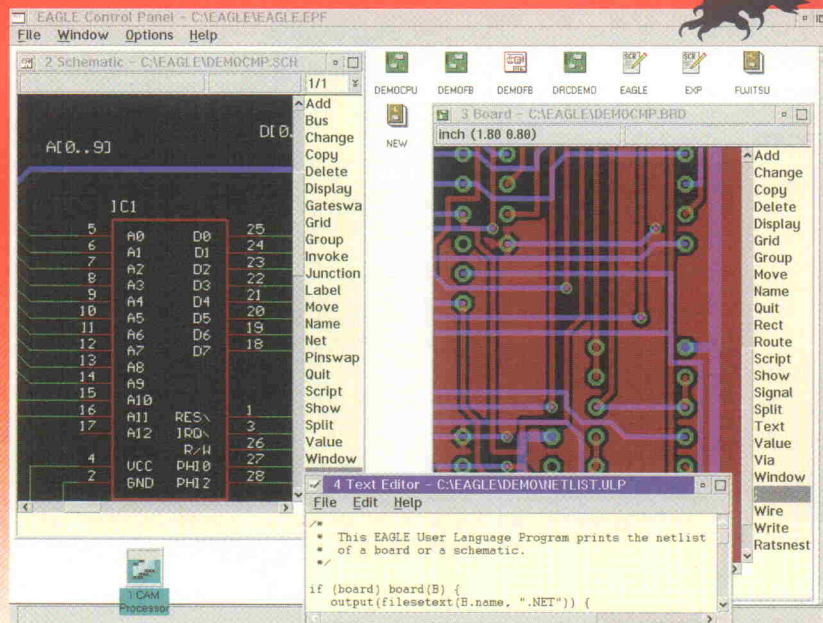 EAGLE Control Panel - C:\EAGLE\EAGLE.EPF
File Window Options Help
2 Schematic - C:\EAGLE\DEMOCMP.SCH
1/1
Add
Bus
Change
Copy
Delete
Display
Gateswa
Grid
Group
Invoke
Junction
Label
Move
Name
Net
Pinswap
Quit
Script
Show
Split
Value
Window
A[0..9]
D[0.
IC1
5 A0 D0 25
6 A1 D1 24
7 A2 D2 23
8 A3 D3 22
9 A4 D4 21
10 A5 D5 20
11 A6 D6 19
12 A7 D7 18
13 A8
14 A9
15 A10
16 A11 RES\ 1
17 A12 IRQ\ 3
R/W 26
4 VCC PHI0 27
2 GND PHI2 28
1 CAM
Processor
DEMOCPU
DEMOFB
DEMOFB
DRCDEMO
EAGLE
EXP
FUJITSU
NEW
3 Board - C:\EAGLE\DEMOCMP.BRD
inch (1.80 0.80)
Add
Change
Copy
Delete
Display
Grid
Group
Move
Name
Quit
Rect
Route
Script
Show
Signal
Split
Text
Value
Via
Window
;
Wire
Write
Ratsnest
4 Text Editor - C:\EAGLE\DEMO\NETLIST.ULP
File Edit Help
/*
* This EAGLE User Language Program prints the netlist
* of a board or a schematic.
*/
if (board) board(B) {
output(filesetext(B.name, ".NET")) {